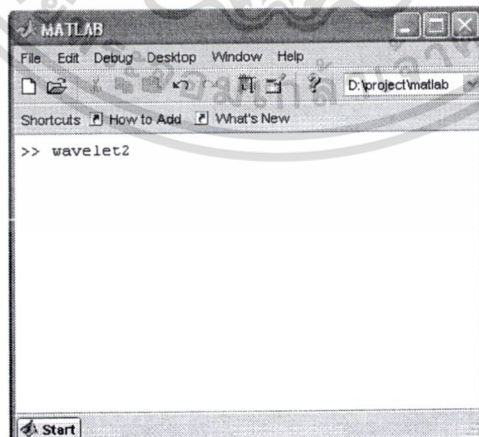 MATLAB
File Edit Debug Desktop Window Help
? D:\project\matlab
Shortcuts How to Add What's New
>> wavelet2
Start